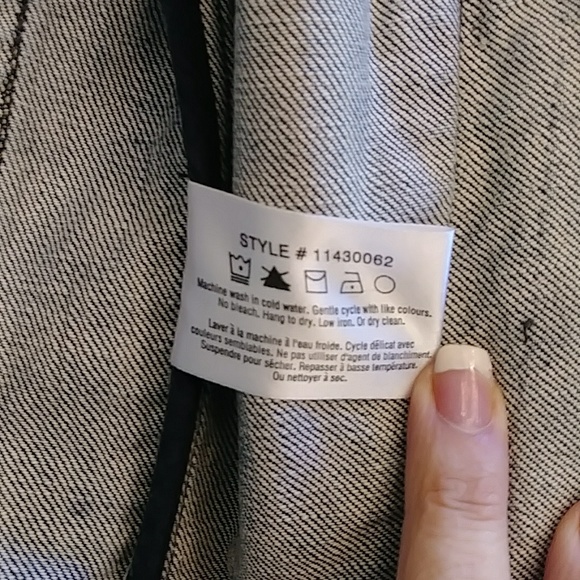 STYLE # 11430062
Machine wash in cold water. Gentle cycle with like colours.
No bleach. Hang to dry. Low iron. Or dry clean.
Laver à la machine à l'eau froide. Cycle délicat avec
couleurs semblables. Ne pas utiliser d'agent de blanchiment.
Suspendre pour sécher. Repasser à basse température.
Ou nettoyer à sec.